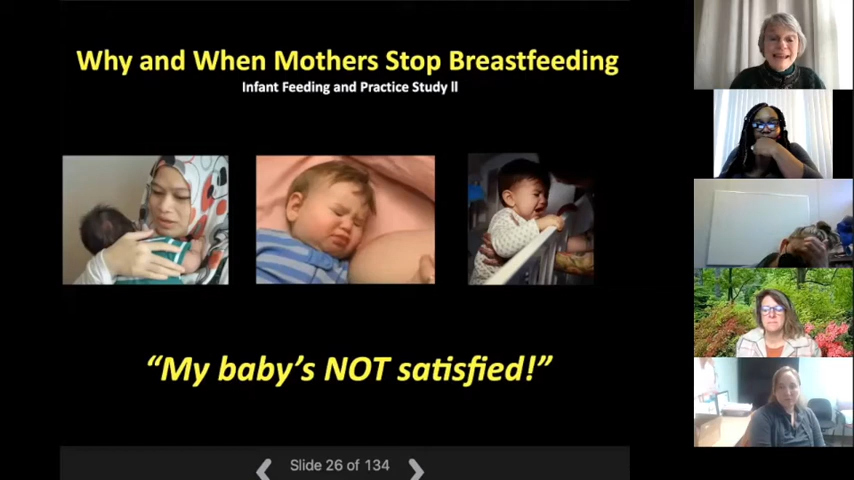 Why and When Mothers Stop Breastfeeding
Infant Feeding and Practice Study ll
“My baby’s NOT satisfied!”
Slide 26 of 134